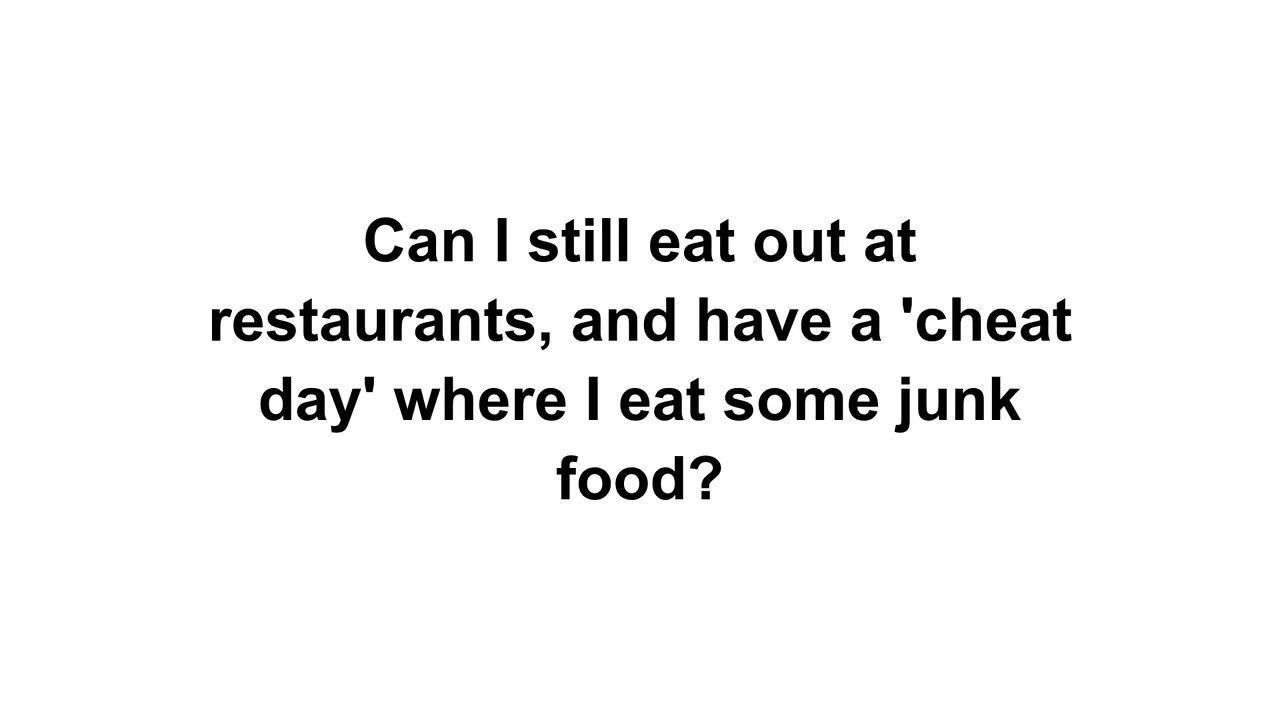 Can I still eat out at
restaurants, and have a 'cheat
day' where I eat some junk
food?